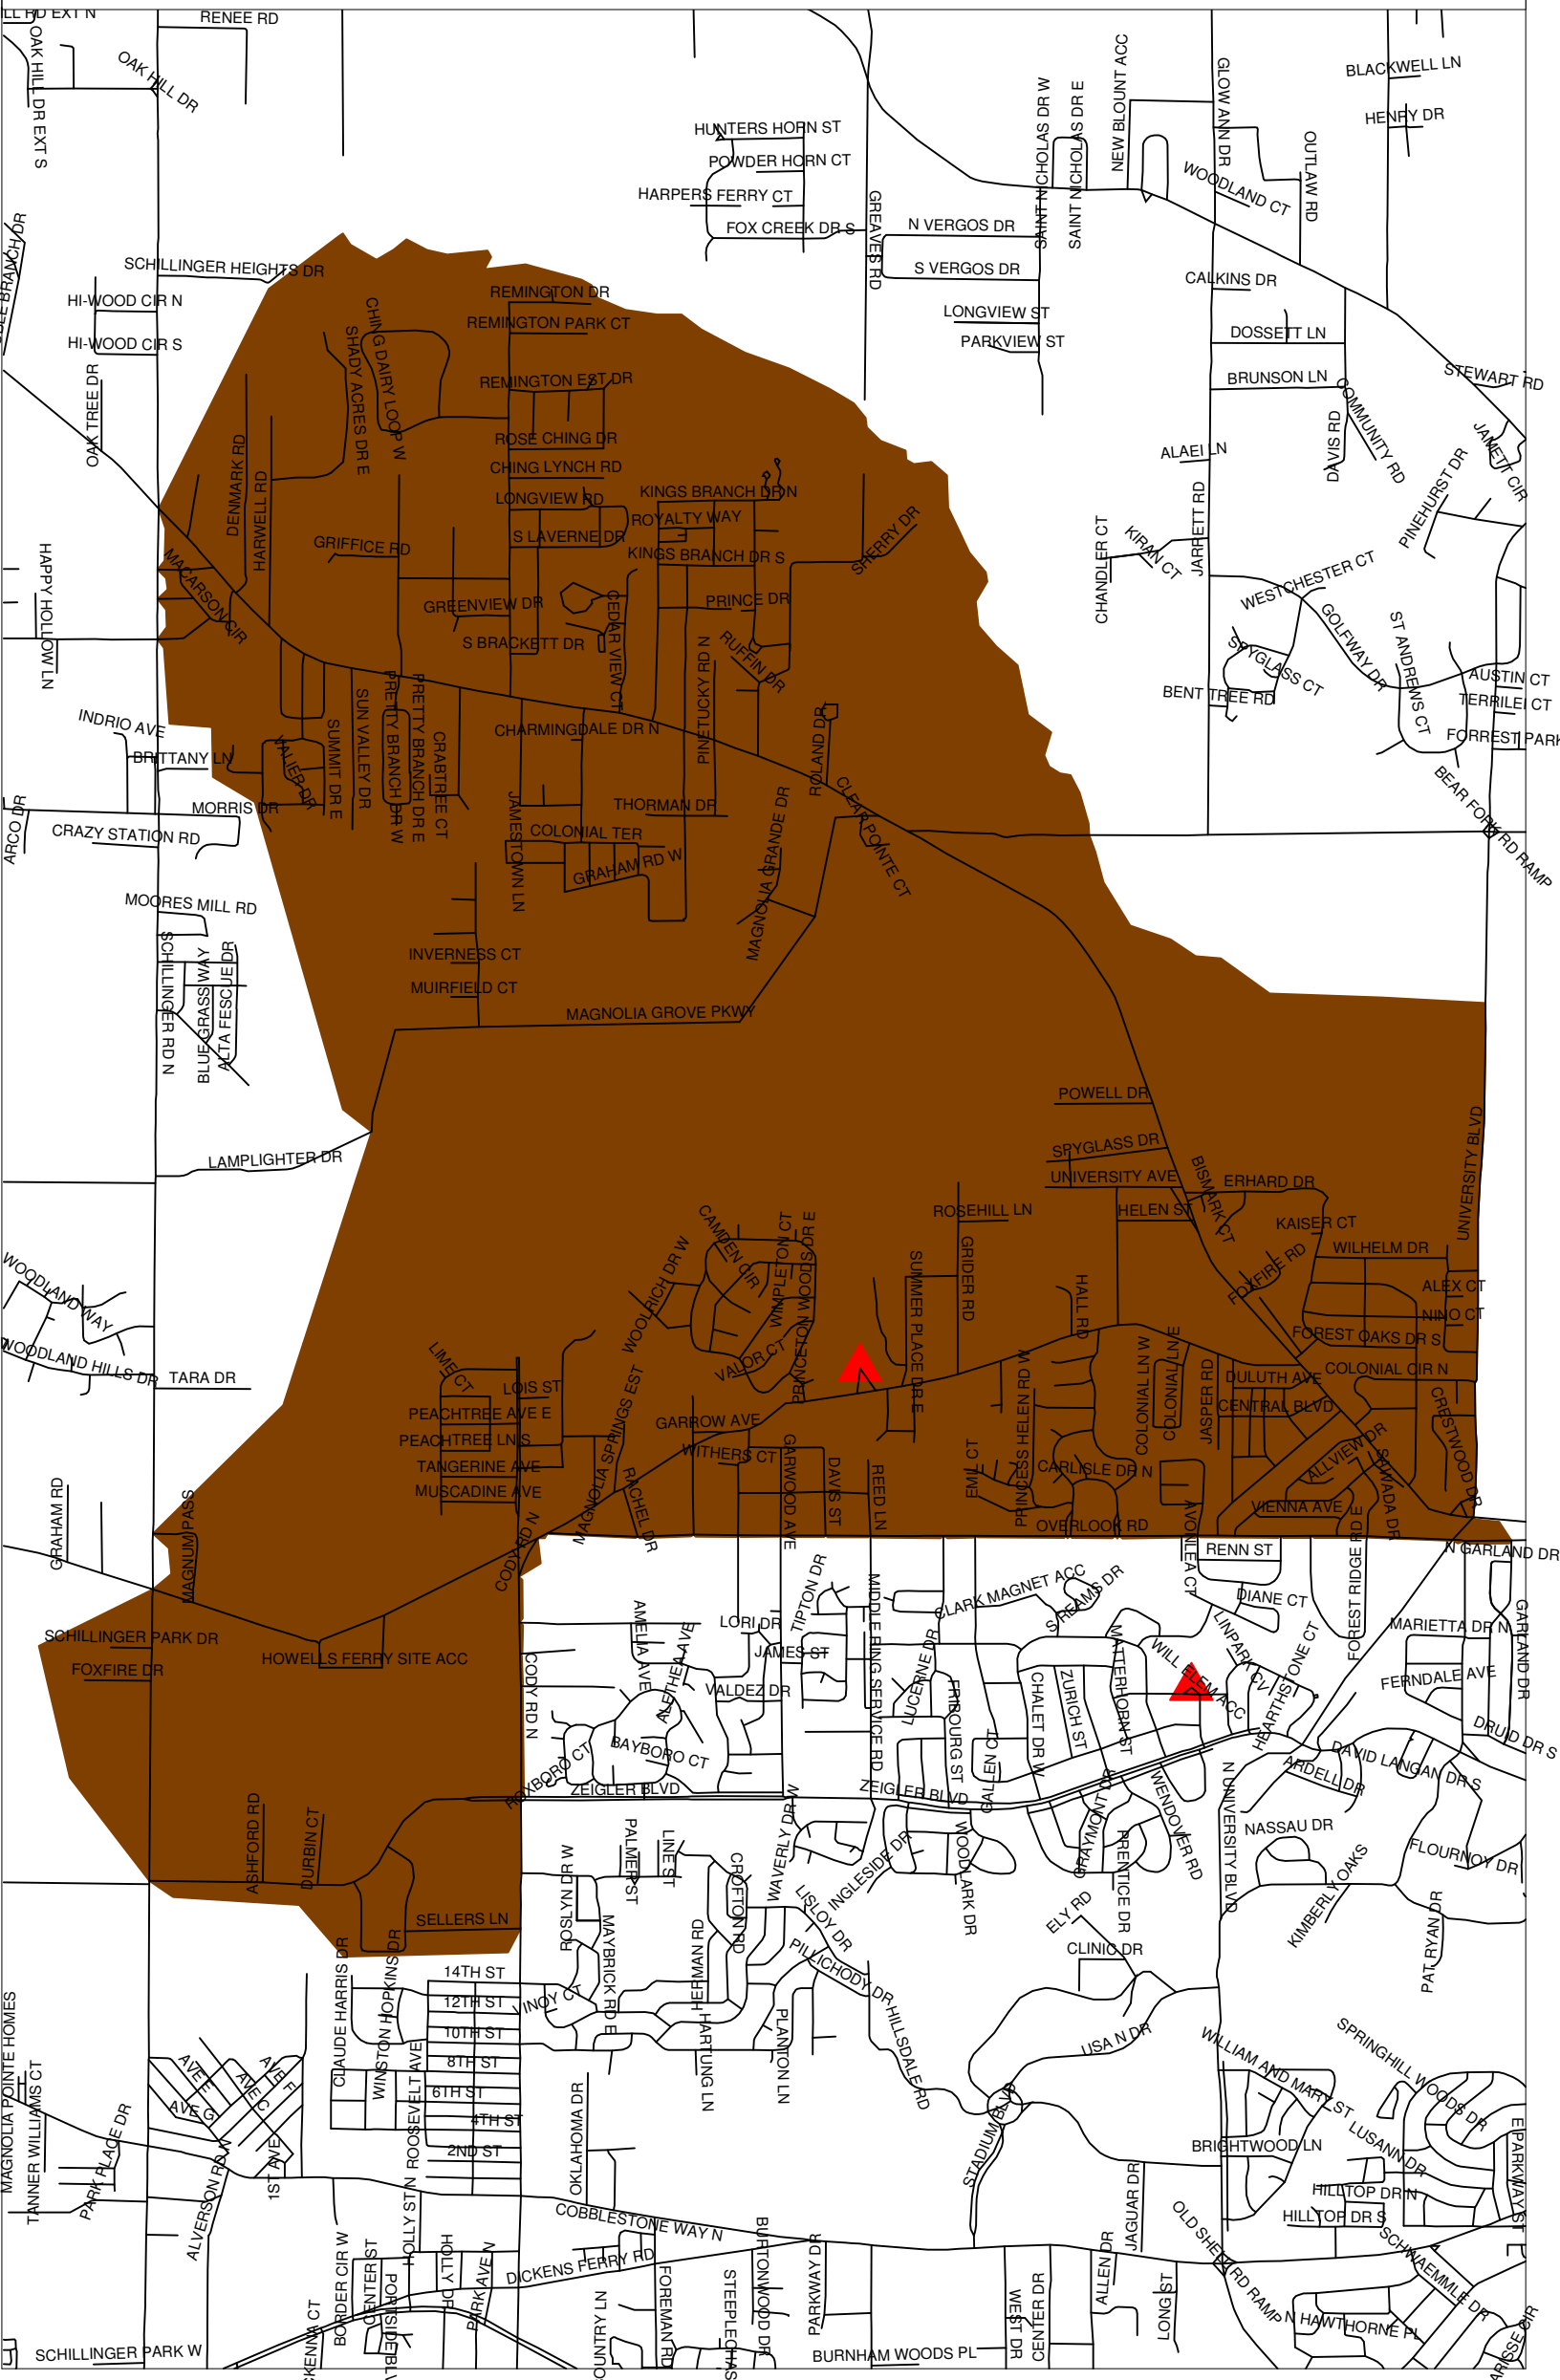 RENEE RD
OAK HILL DR EXT S
OAK HILL DR
BLACKWELL LN
HENRY DR
GLOW ANN DR
NEW BLOUNT ACC
SAINT NICHOLAS DR W
SAINT NICHOLAS DR E
HUNTERS HORN ST
POWDER HORN CT
HARPERS FERRY CT
FOX CREEK DR S
GREAVES RD
N VERGOS DR
S VERGOS DR
WOODLAND CT
OUTLAW RD
SCHILLINGER HEIGHTS DR
HI-WOOD CIR N
HI-WOOD CIR S
OAK TREE DR
REMINGTON DR
REMINGTON PARK CT
CHING DAIRY LOOP W
SHADY ACRES DR E
LONGVIEW ST
PARKVIEW ST
CALKINS DR
DOSSETT LN
BRUNSON LN
STEWART RD
COMMUNITY RD
DAVIS RD
JAMETT CIR
REMINGTON EST DR
ROSE CHING DR
CHING LYNCH RD
LONGVIEW RD
S LAVERNE DR
KINGS BRANCH DR N
ROYALTY WAY
KINGS BRANCH DR S
SHERRY DR
ALAEI LN
PINEHURST DR
DENMARK RD
HARWELL RD
GRIFFICE RD
MACARSON CIR
HAPPY HOLLOW LN
GREENVIEW DR
S BRACKETT DR
CEDAR VIEW CT
PRINCE DR
RUFFIN DR
PINETUCKY RD N
CHANDLER CT
KIRAN CT
JARRETT RD
WESTCHESTER CT
GOLFWAY DR
SPYGLASS CT
ST ANDREWS CT
BENT TREE RD
AUSTIN CT
TERRILEI CT
FORREST PARK
BEAR FORK RD RAMP
INDRIO AVE
BRITTANY LN
VALIER DR
SUMMIT DR E
SUN VALLEY DR
PRETTY BRANCH DR W
PRETTY BRANCH DR E
CRABTREE CT
CHARMINGDALE DR N
ROLAND DR
CLEAR POINTE CT
MORRIS DR
ARCO DR
CRAZY STATION RD
JAMESTOWN LN
THORMAN DR
COLONIAL TER
GRAHAM RD W
MAGNOLIA GRANDE DR
MOORES MILL RD
SCHILLINGER RD N
BLUE GRASS WAY
ALTA FESCUE DR
INVERNESS CT
MUIRFIELD CT
MAGNOLIA GROVE PKWY
POWELL DR
SPYGLASS DR
UNIVERSITY AVE
BISMARK CT
ERHARD DR
UNIVERSITY BLVD
LAMPLIGHTER DR
ROSEHILL LN
HELEN ST
KAISER CT
WILHELM DR
FOXFIRE RD
ALEX CT
NINO CT
FOREST OAKS DR S
CAMDEN CIR
WIMPLETON CT
PRINCETON WOODS DR E
WOOLRICH DR W
VALOR CT
SUMMER PLACE DR E
GRIDER RD
HALL RD
WOODLAND WAY
WOODLAND HILLS DR
TARA DR
LIME CT
LOIS ST
PEACHTREE AVE E
PEACHTREE LN S
TANGERINE AVE
MUSCADINE AVE
MAGNOLIA SPRINGS EST
GARROW AVE
WITHERS CT
RACHEL DR
GARWOOD AVE
DAVIS ST
REED LN
EMIL CT
PRINCESS HELEN RD W
COLONIAL LN W
COLONIAL LN E
JASPER RD
DULUTH AVE
CENTRAL BLVD
COLONIAL CIR N
CRESTWOOD DR
CARLISLE DR N
ALLVIEW DR
VIENNA AVE
OVERLOOK RD
GRAHAM RD
MAGNUM PASS
CODY RD N
AVONLEA CT
RENN ST
N GARLAND DR
FOREST RIDGE RD E
DIANE CT
CLARK MAGNET ACC
S REAMS DR
MARIETTA DR N
GARLAND DR
FERNDALE AVE
DRUID DR S
SCHILLINGER PARK DR
FOXFIRE DR
HOWELLS FERRY SITE ACC
CODY RD N
AMELIA AVE
ALETHEA AVE
LORI DR
TIPTON DR
JAMES ST
VALDEZ DR
MIDDLE RING SERVICE RD
LUCERNE DR
FRIBOURG ST
GALLEN CT
CHALET DR W
ZURICH ST
MATTERHORN ST
WILL ELEM ACC
LINPARK CV
HEARTHSTONE CT
ROXBORO CT
BAYBORO CT
ZEIGLER BLVD
ZEIGLER BLVD
ARDELL DR
DAVID LANGAN DR S
N UNIVERSITY BLVD
NASSAU DR
FLOURNOY DR
KIMBERLY OAKS
PAT RYAN DR
ASHFORD RD
DURBIN CT
SELLERS LN
ROSLYN DR W
PALMER ST
LINE ST
CROFTON RD
WAVERLY DR W
LISLOY DR
INGLESIDE DR
WOODLARK DR
GRAYMONT DR
PRENTICE DR
WENDOVER RD
ELY RD
CLINIC DR
PILLICHODY DR
MAYBRICK RD E
HERMAN RD
HARTUNG LN
PLANTON LN
HILLSDALE RD
VINOY CT
14TH ST
12TH ST
10TH ST
8TH ST
6TH ST
4TH ST
2ND ST
CLAUDE HARRIS DR
WINSTON HOPKINS DR
ROOSEVELT AVE
OKLAHOMA DR
USA N DR
STADIUM BLVD
WILLIAM AND MARY ST
SPRINGHILL WOODS DR
LUSANN DR
BRIGHTWOOD LN
HILLTOP DR N
HILLTOP DR S
SCHWAEMMLE DR
MAGNOLIA POINTE HOMES
TANNER WILLIAMS CT
PARK PLACE DR
AVE E
AVE F
AVE C
AVE G
ALVERSON RD N
1ST AVE
HOLLY ST N
HOLLY DR
PARK AVE N
BORDER CIR W
CENTER ST
COBBLESTONE WAY N
DICKENS FERRY RD
FOREMAN RD
STEEPLECHAS
BURTONWOOD DR
PARKWAY DR
BURNHAM WOODS PL
WEST DR
CENTER DR
ALLEN DR
JAGUAR DR
LONG ST
OLD SHELL RD RAMP
N HAWTHORNE PL
SCHILLINGER PARK W